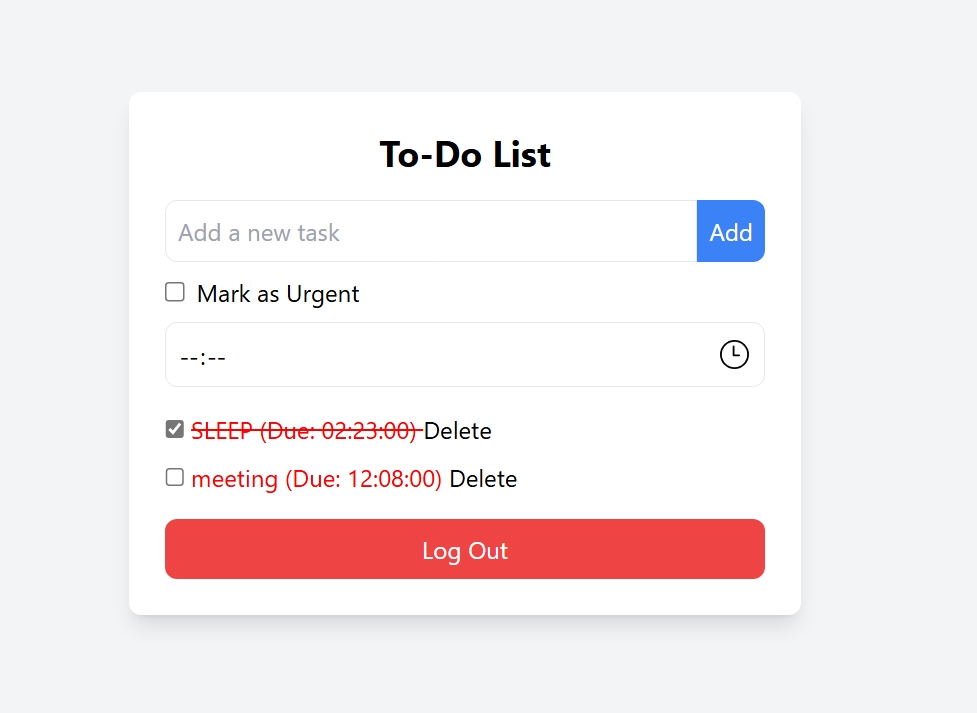 To-Do List
Add a new task Add
Mark as Urgent
--:--
SLEEP (Due: 02:23:00) Delete
meeting (Due: 12:08:00) Delete
Log Out